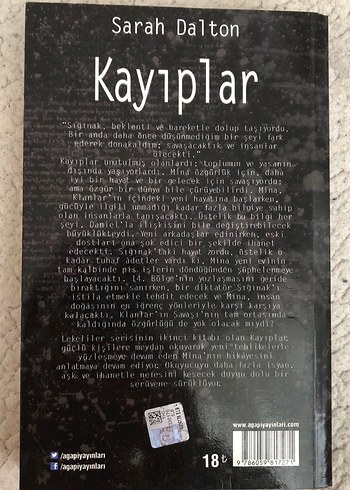 Sarah Dalton
Kayıplar
"Sığınak, beklenti ve hareketle dolup taşıyordu.
Bir anda daha önce düşünmediğim bir şeyi fark
ederek donakaldım; savaşacaktık ve insanlar
ölecekti."
Kayıplar unutulmuş olanlardı; toplumun ve yasanın
dışında yaşıyorlardı. Mina özgürlük için, daha
iyi bir hayat ve bir gelecek için savaşıyordu;
ama özgür bir dünya bile çürüyebilirdi. Mina,
Klanlar'ın içindeki yeni hayatına başlarken,
gücüyle ilgili ummadığı kadar fazla bilgiye sahip
olan insanlarla tanışacaktı. Üstelik bu bilgi her
şeyi, Daniel'la ilişkisini bile değiştirebilecek
büyüklükteydi. Yeni arkadaşlar edinirken, eski
dostları ona şok edici bir şekilde ihanet
edecekti. Sığınak'taki hayat zordu, üstelik o
kadar tuhaf adetler vardı ki, Mina yeni evinin
tam kalbinde pis işlerin döndüğünden şüphelenmeye
başlayacaktı. 14. Bölge'nin yozlaşmasını geride
bıraktığını sanırken, bir diktatör Sığınak'ı
istila etmekle tehdit edecek ve Mina, insan
doğasının en iğrenç yönleriyle karşı karşıya
kalacaktı. Klanlar'ın Savaşı'nın tam ortasında
kaldığında özgürlüğü de yok olacak mıydı?
Lekeliler serisinin ikinci kitabı olan Kayıplar,
güçlü kişilere meydan okuyarak yeni tehlikelerle
yüzleşmeye devam eden Mina'nın hikâyesini
anlatmaya devam ediyor. Okuyucuyu daha fazla isyan,
aşk ve ihanetle nefesini kesecek duygu dolu bir
serüvene sürüklüyor.
/agapiyayinlari
/agapiyayinlari
18 ₺
www.agapiyayinlari.com
9 786059 817271